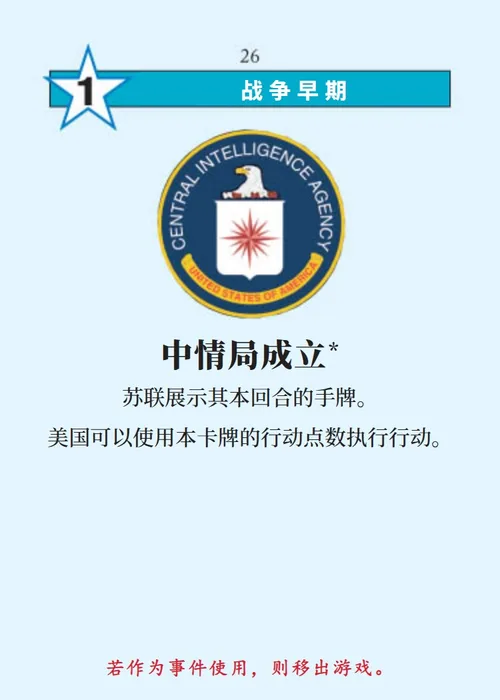 26
1
战争早期
CENTRAL INTELLIGENCE AGENCY
UNITED STATES OF AMERICA
中情局成立*
苏联展示其本回合的手牌。
美国可以使用本卡牌的行动点数执行行动。
若作为事件使用，则移出游戏。